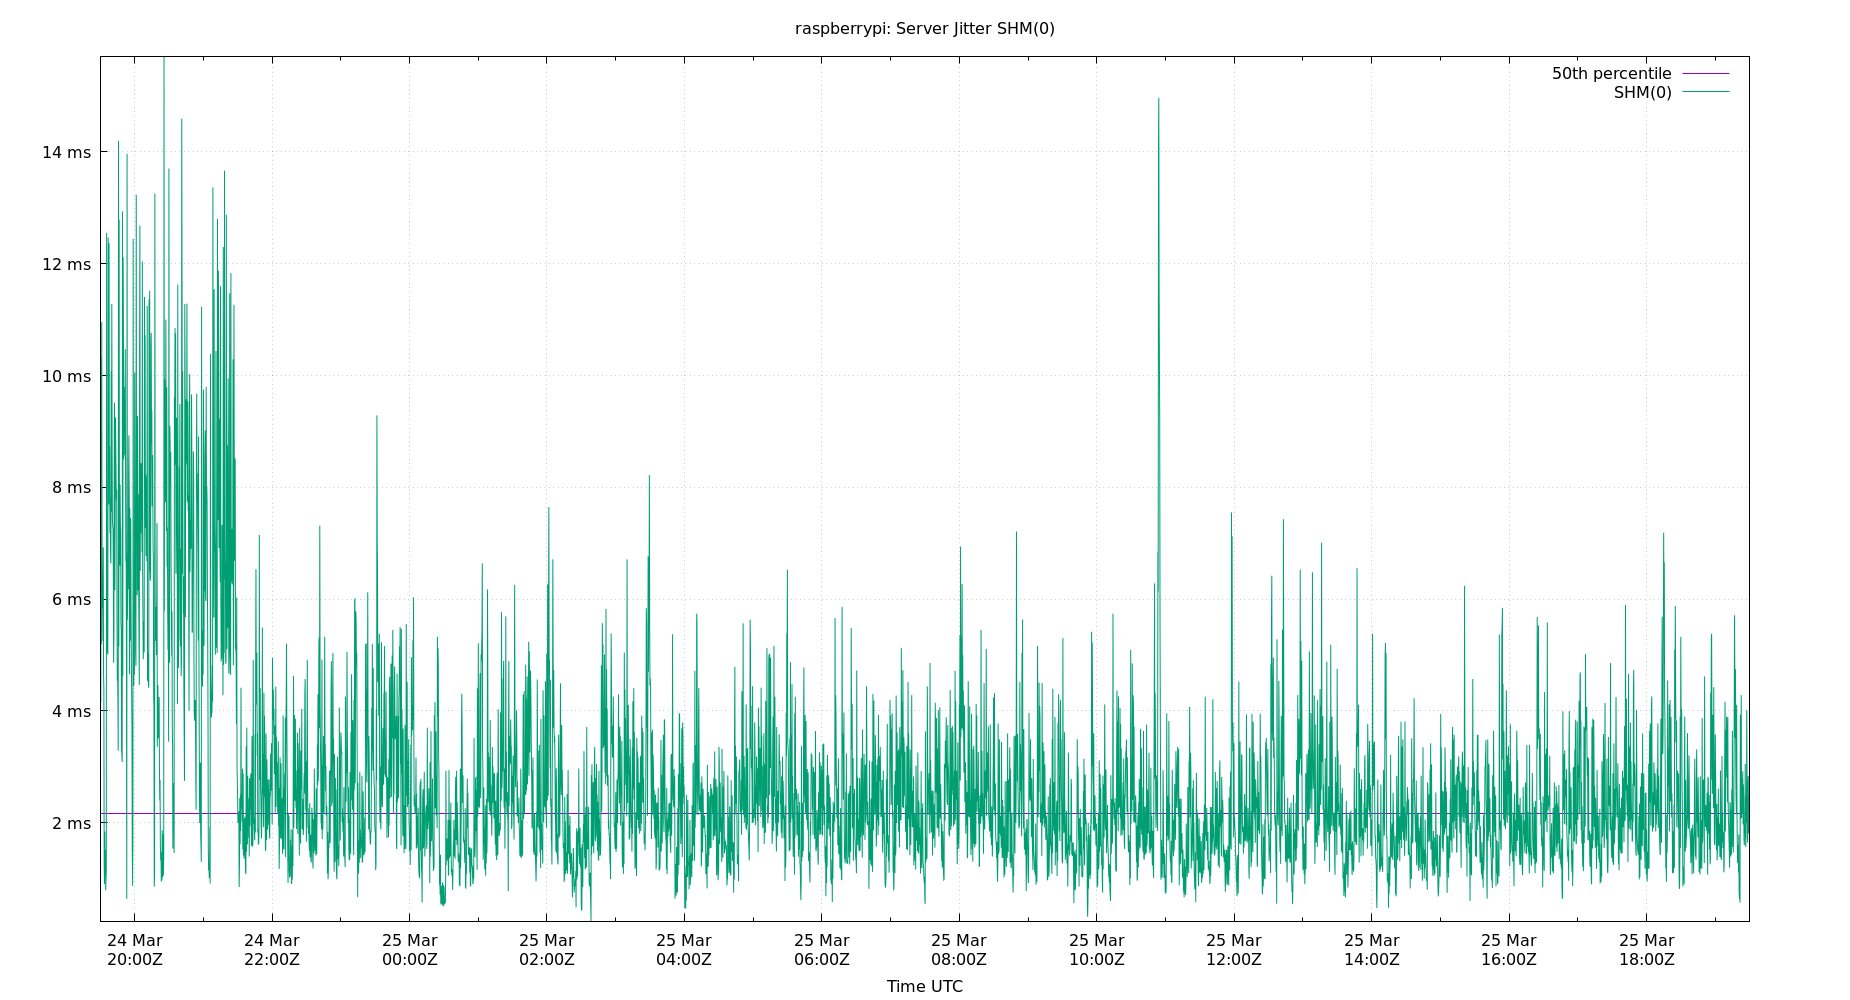 raspberrypi: Server Jitter SHM(0)
50th percentile
SHM(0)
14 ms
12 ms
10 ms
8 ms
6 ms
4 ms
2 ms
24 Mar 24 Mar 25 Mar 25 Mar 25 Mar 25 Mar 25 Mar 25 Mar 25 Mar 25 Mar 25 Mar 25 Mar
20:00Z 22:00Z 00:00Z 02:00Z 04:00Z 06:00Z 08:00Z 10:00Z 12:00Z 14:00Z 16:00Z 18:00Z
Time UTC